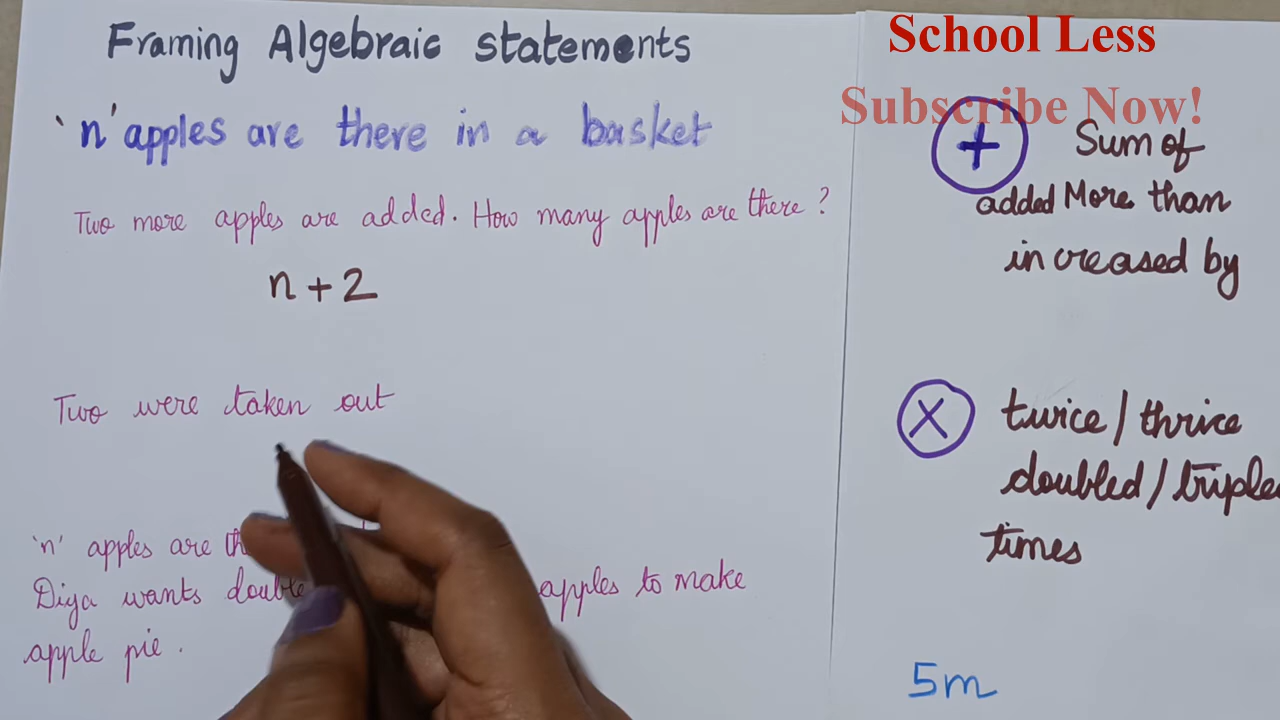 Framing Algebraic statements
'n' apples are there in a basket
Two more apples are added. How many apples are there?
n + 2
Two were taken out
'n' apples are
Diya wants apples to make
apple pie.
School Less
Subscribe Now!
+ Sum of
added More than
increased by
X twice/thrice
doubled/triple
times
5m